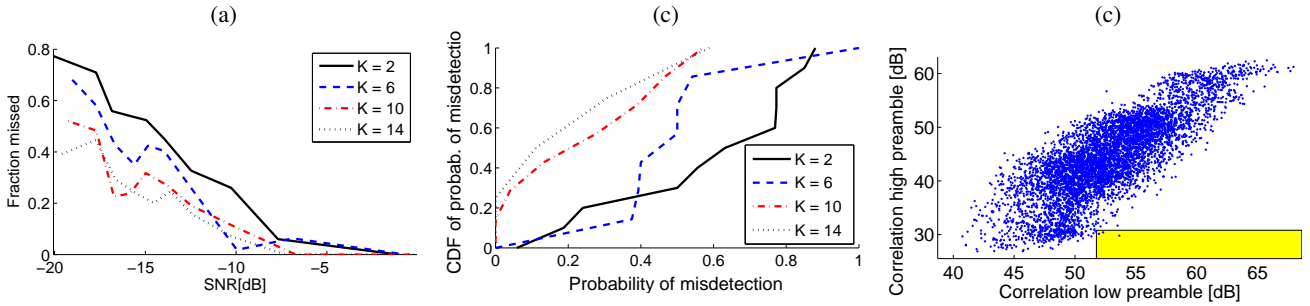 (a)
0.8
0.6
0.4
0.2
0
−20
−15
−10
−5
Fraction missed
SNR[dB]
K = 2
K = 6
K = 10
K = 14
(c)
1
0.8
0.6
0.4
0.2
0
0
0.2
0.4
0.6
0.8
1
CDF of probab. of misdetectio
Probability of misdetection
K = 2
K = 6
K = 10
K = 14
(c)
60
50
40
30
40
45
50
55
60
65
Correlation high preamble [dB]
Correlation low preamble [dB]